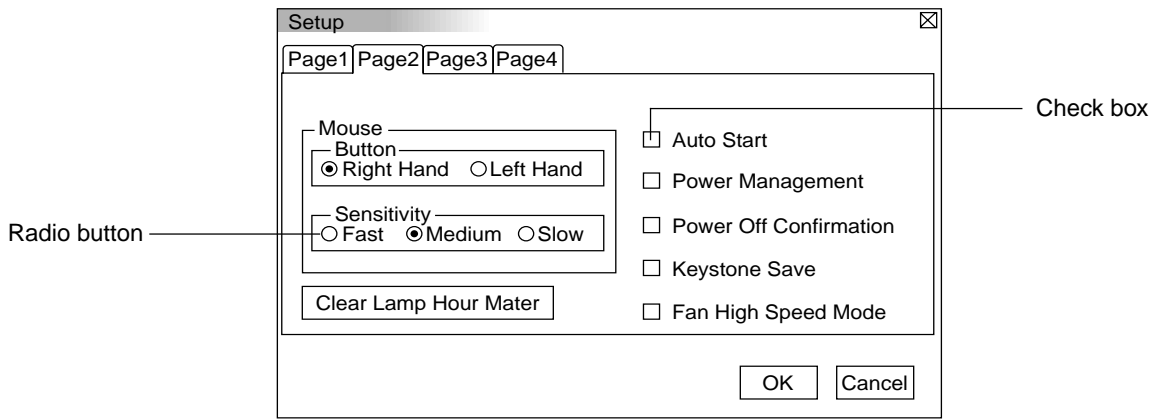 Setup
Page1 Page2 Page3 Page4
Mouse
Button
Right Hand Left Hand
Sensitivity
Fast Medium Slow
Clear Lamp Hour Mater
Auto Start
Power Management
Power Off Confirmation
Keystone Save
Fan High Speed Mode
OK Cancel
Radio button
Check box